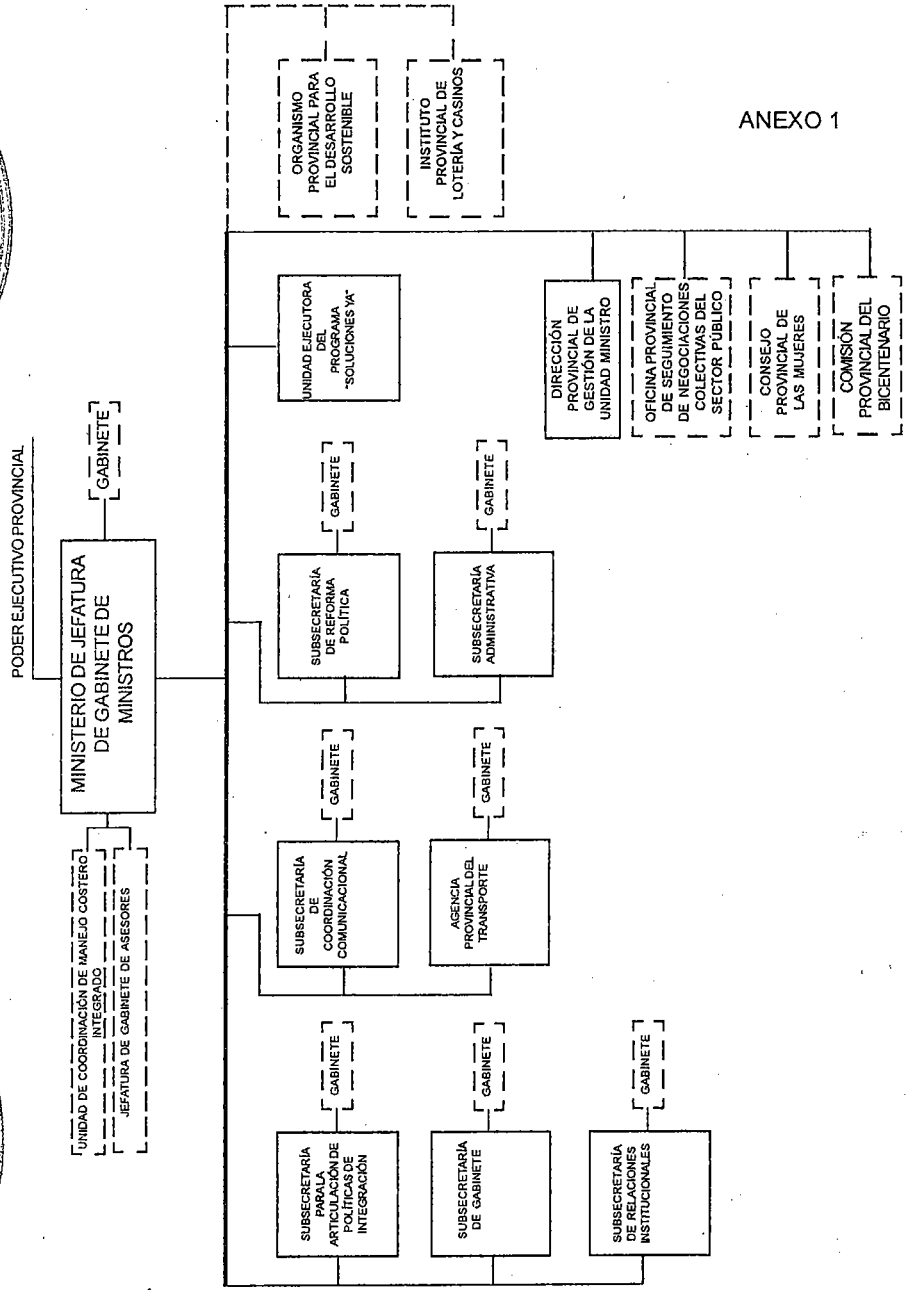 PODER EJECUTIVO PROVINCIAL
MINISTERIO DE JEFATURA
DE GABINETE DE
MINISTROS
GABINETE
UNIDAD DE COORDINACIÓN DE MANEJO COSTERO
INTEGRADO
JEFATURA DE GABINETE DE ASESORES
SUBSECRETARÍA
PARA LA
ARTICULACIÓN DE
POLÍTICAS DE
INTEGRACIÓN
GABINETE
SUBSECRETARÍA
DE GABINETE
GABINETE
SUBSECRETARÍA
DE RELACIONES
INSTITUCIONALES
GABINETE
SUBSECRETARÍA
DE
COORDINACIÓN
COMUNICACIONAL
GABINETE
AGENCIA
PROVINCIAL DEL
TRANSPORTE
GABINETE
SUBSECRETARÍA
DE REFORMA
POLÍTICA
GABINETE
SUBSECRETARÍA
ADMINISTRATIVA
GABINETE
UNIDAD EJECUTORA
DEL
PROGRAMA
"SOLUCIONES YA"
ORGANISMO
PROVINCIAL PARA
EL DESARROLLO
SOSTENIBLE
INSTITUTO
PROVINCIAL DE
LOTERÍA Y CASINOS
DIRECCIÓN
PROVINCIAL DE
GESTIÓN DE LA
UNIDAD MINISTRO
OFICINA PROVINCIAL
DE SEGUIMIENTO
DE NEGOCIACIONES
COLECTIVAS DEL
SECTOR PÚBLICO
CONSEJO
PROVINCIAL DE
LAS MUJERES
COMISIÓN
PROVINCIAL DEL
BICENTENARIO
ANEXO 1